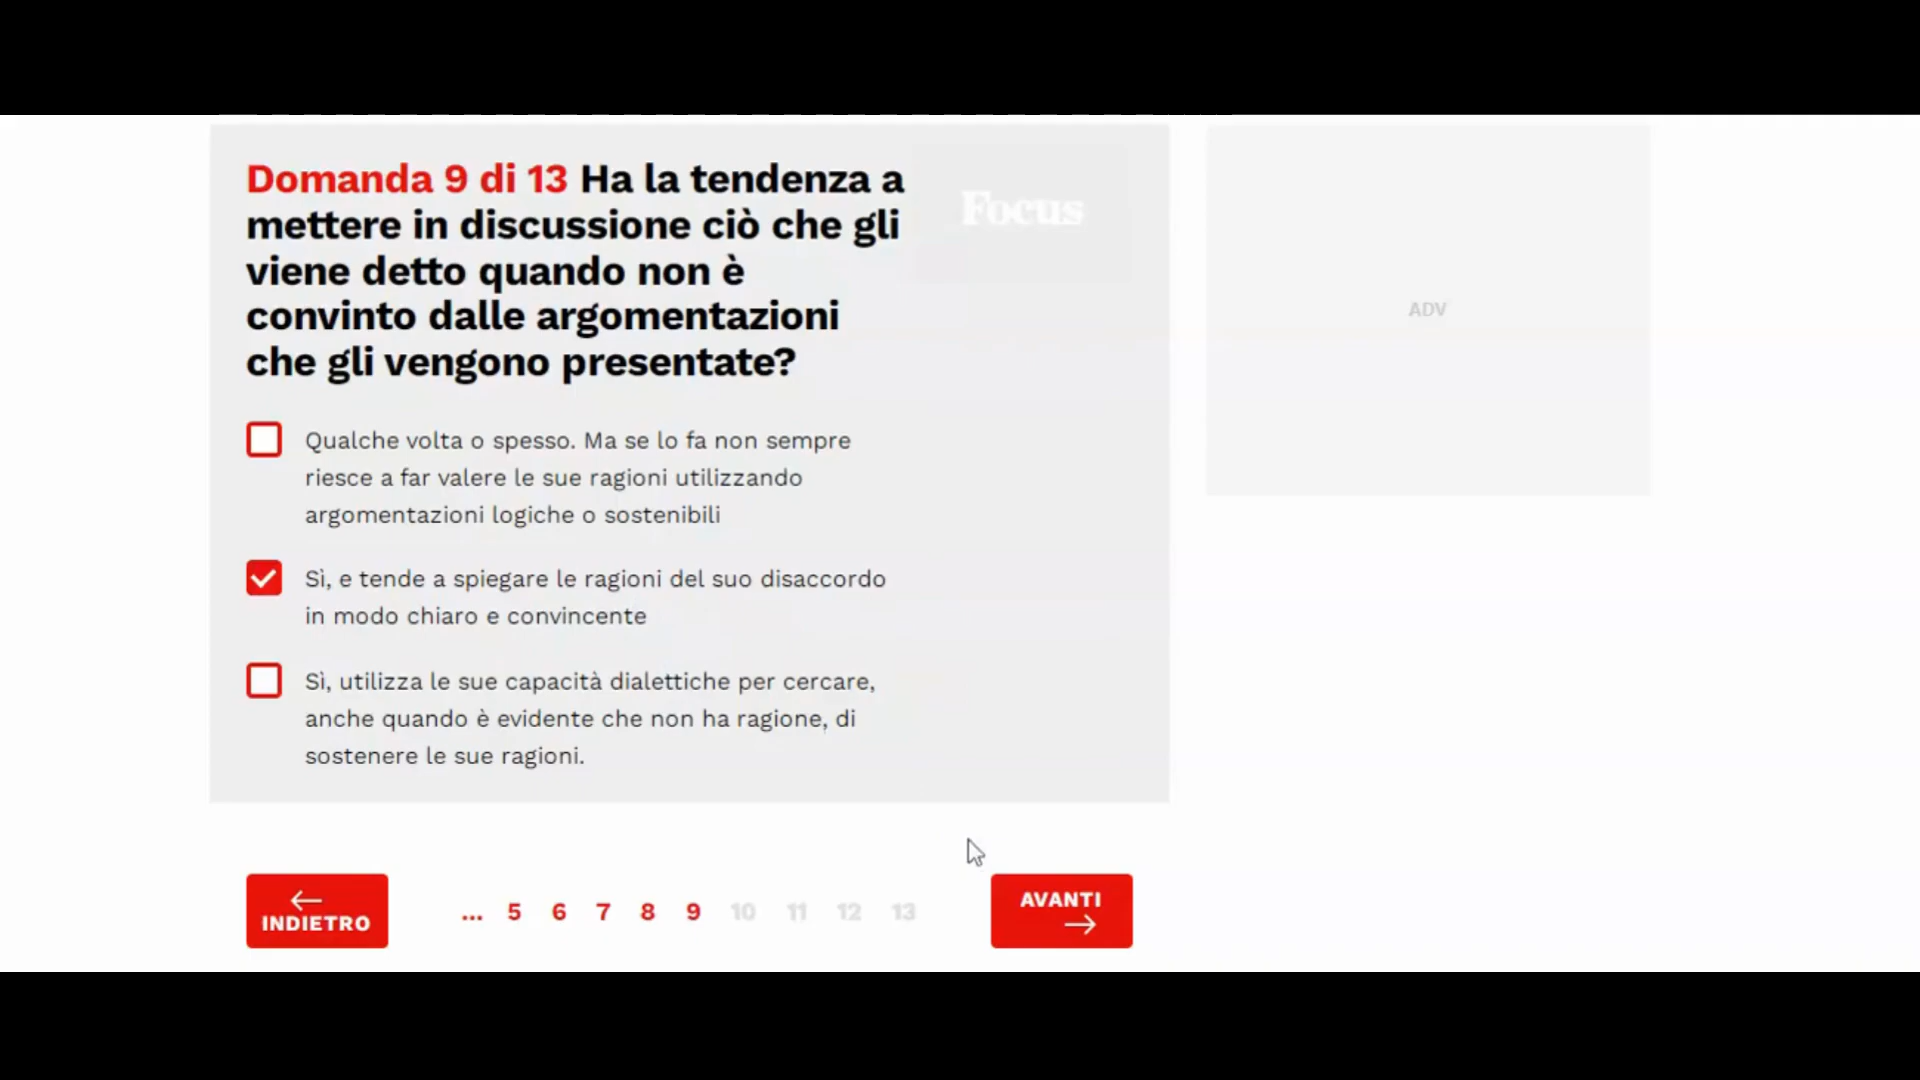 Domanda 9 di 13 Ha la tendenza a
mettere in discussione ciò che gli
viene detto quando non è
convinto dalle argomentazioni
che gli vengono presentate?
Focus
ADV
Qualche volta o spesso. Ma se lo fa non sempre
riesce a far valere le sue ragioni utilizzando
argomentazioni logiche o sostenibili
Sì, e tende a spiegare le ragioni del suo disaccordo
in modo chiaro e convincente
Sì, utilizza le sue capacità dialettiche per cercare,
anche quando è evidente che non ha ragione, di
sostenere le sue ragioni.
← INDIETRO
... 5 6 7 8 9 10 11 12 13
AVANTI →